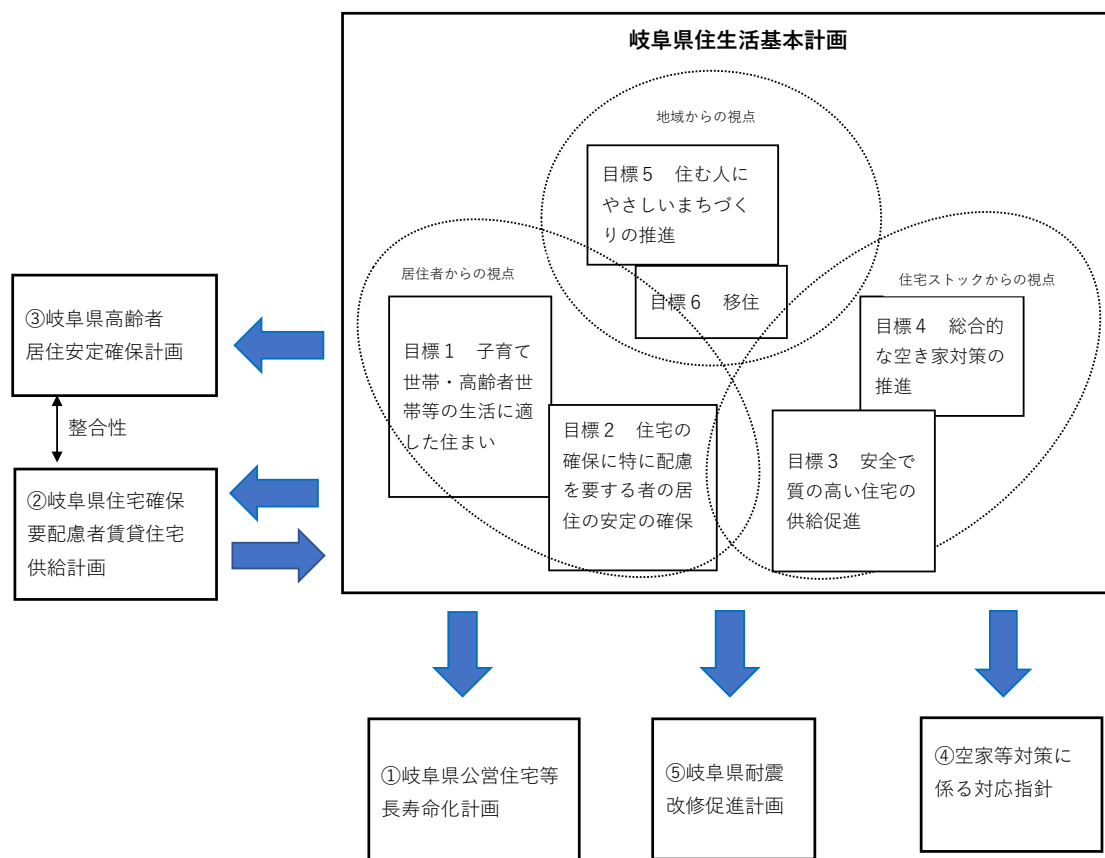 岐阜県住生活基本計画
地域からの視点
目標５　住む人に
やさしいまちづく
りの推進
目標６　移住
居住者からの視点
目標１　子育て
世帯・高齢者世
帯等の生活に適
した住まい
目標２　住宅の
確保に特に配慮
を要する者の居
住の安定の確保
住宅ストックからの視点
目標４　総合的
な空き家対策の
推進
目標３　安全で
質の高い住宅の
供給促進
③岐阜県高齢者
居住安定確保計画
整合性
②岐阜県住宅確保
要配慮者賃貸住宅
供給計画
①岐阜県公営住宅等
長寿命化計画
⑤岐阜県耐震
改修促進計画
④空家等対策に
係る対応指針